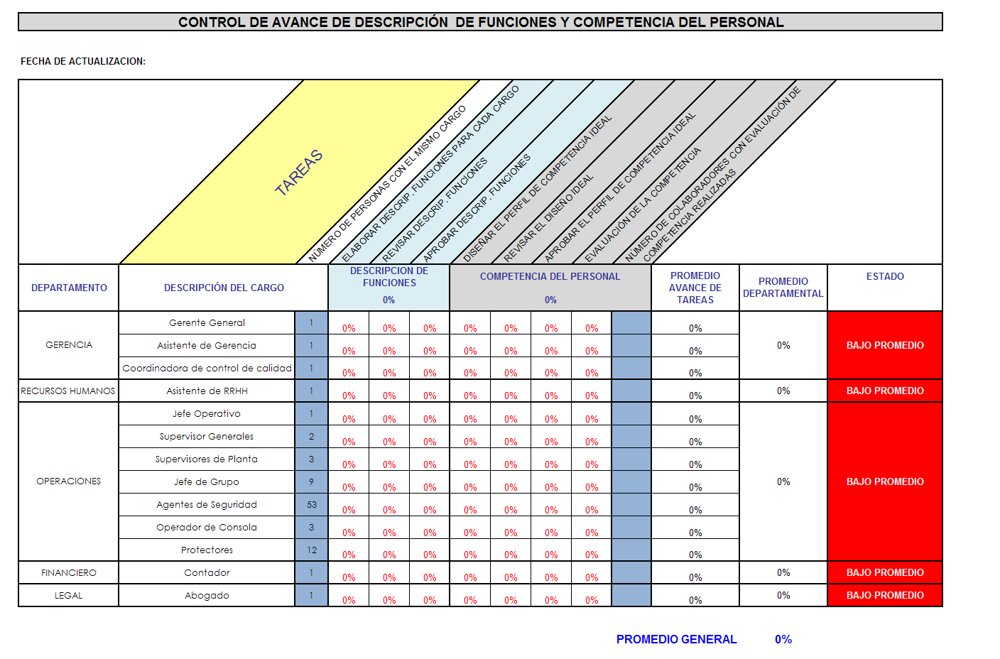 CONTROL DE AVANCE DE DESCRIPCIÓN DE FUNCIONES Y COMPETENCIA DEL PERSONAL
FECHA DE ACTUALIZACION:
TAREAS
NÚMERO DE PERSONAS CON EL MISMO CARGO
ELABORAR DESCRIP. FUNCIONES PARA CADA CARGO
REVISAR DESCRIP. FUNCIONES
APROBAR DESCRIP. FUNCIONES
DISEÑAR EL PERFIL DE COMPETENCIA IDEAL
REVISAR EL DISEÑO IDEAL
APROBAR EL PERFIL DE COMPETENCIA IDEAL
EVALUACIÓN DE LA COMPETENCIA
NÚMERO DE COLABORADORES CON EVALUACIÓN DE
COMPETENCIA REALIZADAS
DEPARTAMENTO
DESCRIPCIÓN DEL CARGO
DESCRIPCION DE
FUNCIONES
0%
COMPETENCIA DEL PERSONAL
0%
PROMEDIO
AVANCE DE
TAREAS
PROMEDIO
DEPARTAMENTAL
ESTADO
GERENCIA
Gerente General 1 0% 0% 0% 0% 0% 0% 0% 0%
Asistente de Gerencia 1 0% 0% 0% 0% 0% 0% 0% 0%
Coordinadora de control de calidad 1 0% 0% 0% 0% 0% 0% 0% 0%
0% BAJO PROMEDIO
RECURSOS HUMANOS Asistente de RRHH 1 0% 0% 0% 0% 0% 0% 0% 0% 0% BAJO PROMEDIO
OPERACIONES
Jefe Operativo 1 0% 0% 0% 0% 0% 0% 0% 0%
Supervisor Generales 2 0% 0% 0% 0% 0% 0% 0% 0%
Supervisores de Planta 3 0% 0% 0% 0% 0% 0% 0% 0%
Jefe de Grupo 9 0% 0% 0% 0% 0% 0% 0% 0%
Agentes de Seguridad 53 0% 0% 0% 0% 0% 0% 0% 0%
Operador de Consola 3 0% 0% 0% 0% 0% 0% 0% 0%
Protectores 12 0% 0% 0% 0% 0% 0% 0% 0%
0% BAJO PROMEDIO
FINANCIERO Contador 1 0% 0% 0% 0% 0% 0% 0% 0% 0% BAJO PROMEDIO
LEGAL Abogado 1 0% 0% 0% 0% 0% 0% 0% 0% 0% BAJO PROMEDIO
PROMEDIO GENERAL 0%